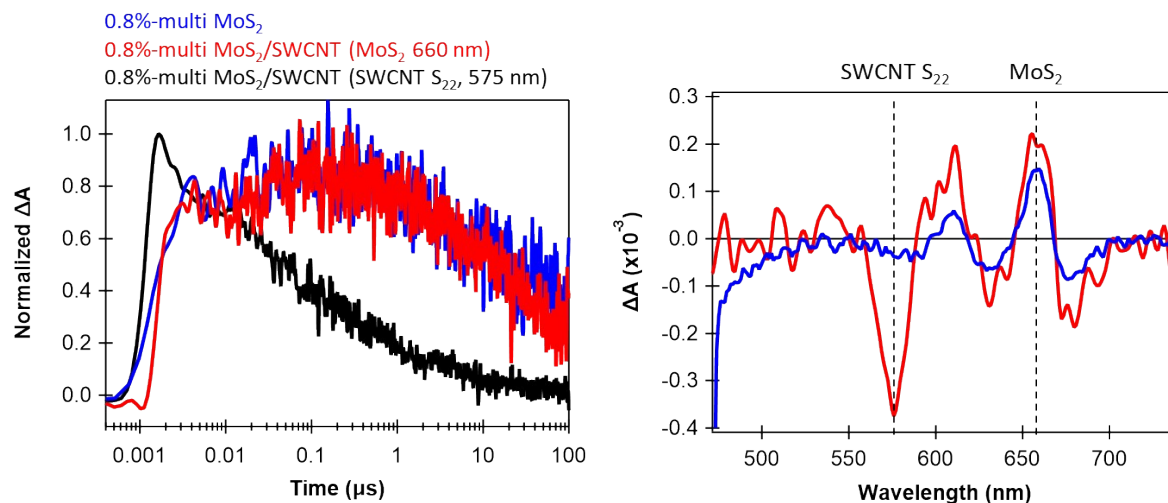 0.8%-multi MoS₂
0.8%-multi MoS₂/SWCNT (MoS₂ 660 nm)
0.8%-multi MoS₂/SWCNT (SWCNT S₂₂, 575 nm)
Normalized ΔA
1.0
0.8
0.6
0.4
0.2
0.0
0.001 0.01 0.1 1 10 100
Time (µs)
SWCNT S₂₂ MoS₂
ΔA (x10⁻³)
0.3
0.2
0.1
0.0
-0.1
-0.2
-0.3
-0.4
500 550 600 650 700
Wavelength (nm)